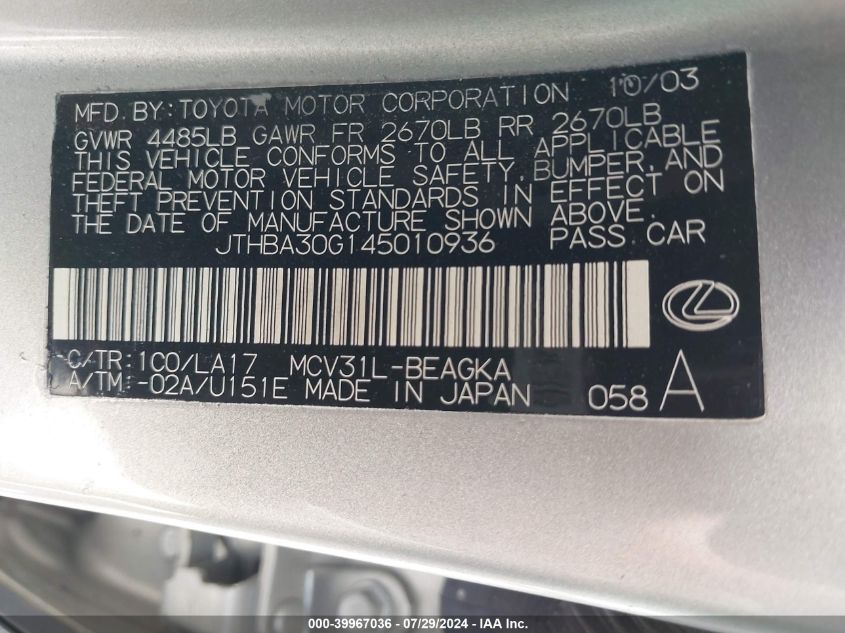 MFD. BY: TOYOTA MOTOR CORPORATION 10/03
GVWR 4485LB GAWR FR 2670LB RR 2670LB
THIS VEHICLE CONFORMS TO ALL APPLICABLE
FEDERAL MOTOR VEHICLE SAFETY, BUMPER, AND
THEFT PREVENTION STANDARDS IN EFFECT ON
THE DATE OF MANUFACTURE SHOWN ABOVE.
JTHBA30G145010936 PASS. CAR
C/TR: 1C0/LA17 MCV31L-BEAGKA
A/TM -02A/U151E MADE IN JAPAN 058 A
000-39967036 - 07/29/2024 - IAA Inc.